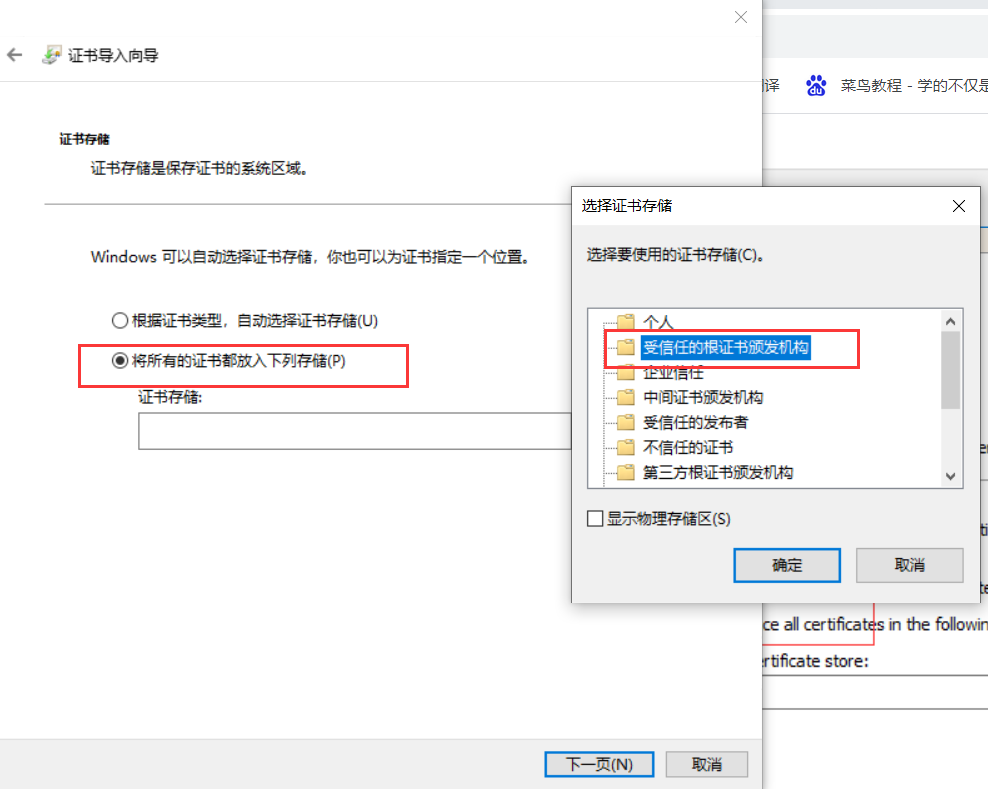 证书导入向导
译
菜鸟教程 - 学的不仅是
证书存储
证书存储是保存证书的系统区域。
Windows 可以自动选择证书存储，你也可以为证书指定一个位置。
根据证书类型，自动选择证书存储(U)
将所有的证书都放入下列存储(P)
证书存储:
选择证书存储
选择要使用的证书存储(C)。
个人
受信任的根证书颁发机构
企业信任
中间证书颁发机构
受信任的发布者
不信任的证书
第三方根证书颁发机构
显示物理存储区(S)
确定
取消
ce all certificates in the followin
ertificate store:
下一页(N)
取消